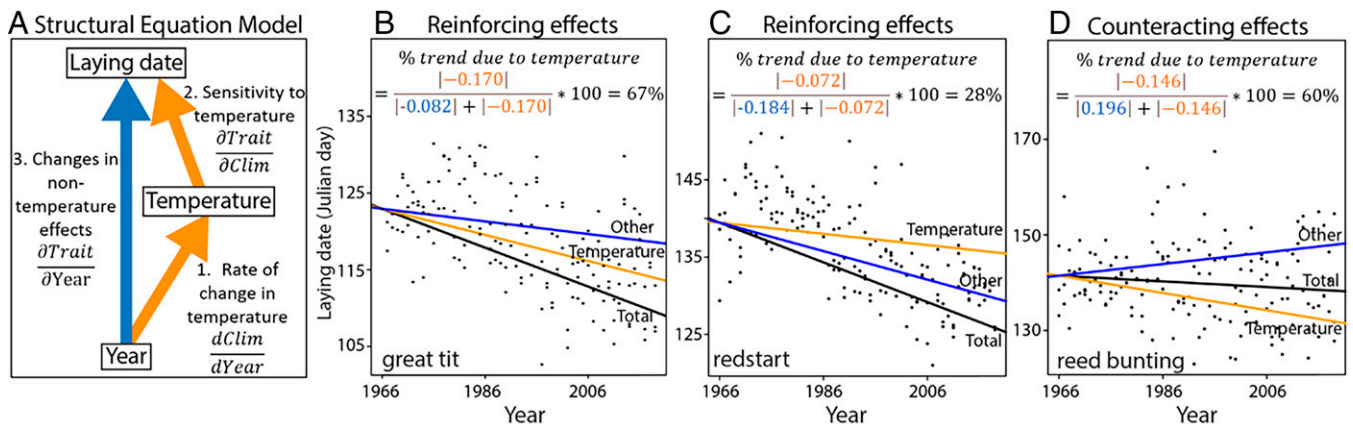 A Structural Equation Model
Laying date
2. Sensitivity to
temperature
∂Trait
∂Clim
3. Changes in
non-
temperature
effects
∂Trait
∂Year
Temperature
1. Rate of
change in
temperature
dClim
dYear
Year
B Reinforcing effects
% trend due to temperature
|−0.170|
= |-0.082| + |−0.170| * 100 = 67%
Laying date (Julian day)
135
125
115
105
Other
Temperature
Total
great tit
1966 1986 2006
Year
C Reinforcing effects
% trend due to temperature
|−0.072|
= |-0.184| + |−0.072| * 100 = 28%
145
135
125
Temperature
Other
Total
redstart
1966 1986 2006
Year
D Counteracting effects
% trend due to temperature
|−0.146|
= |0.196| + |−0.146| * 100 = 60%
170
150
130
Other
Total
Temperature
reed bunting
1966 1986 2006
Year